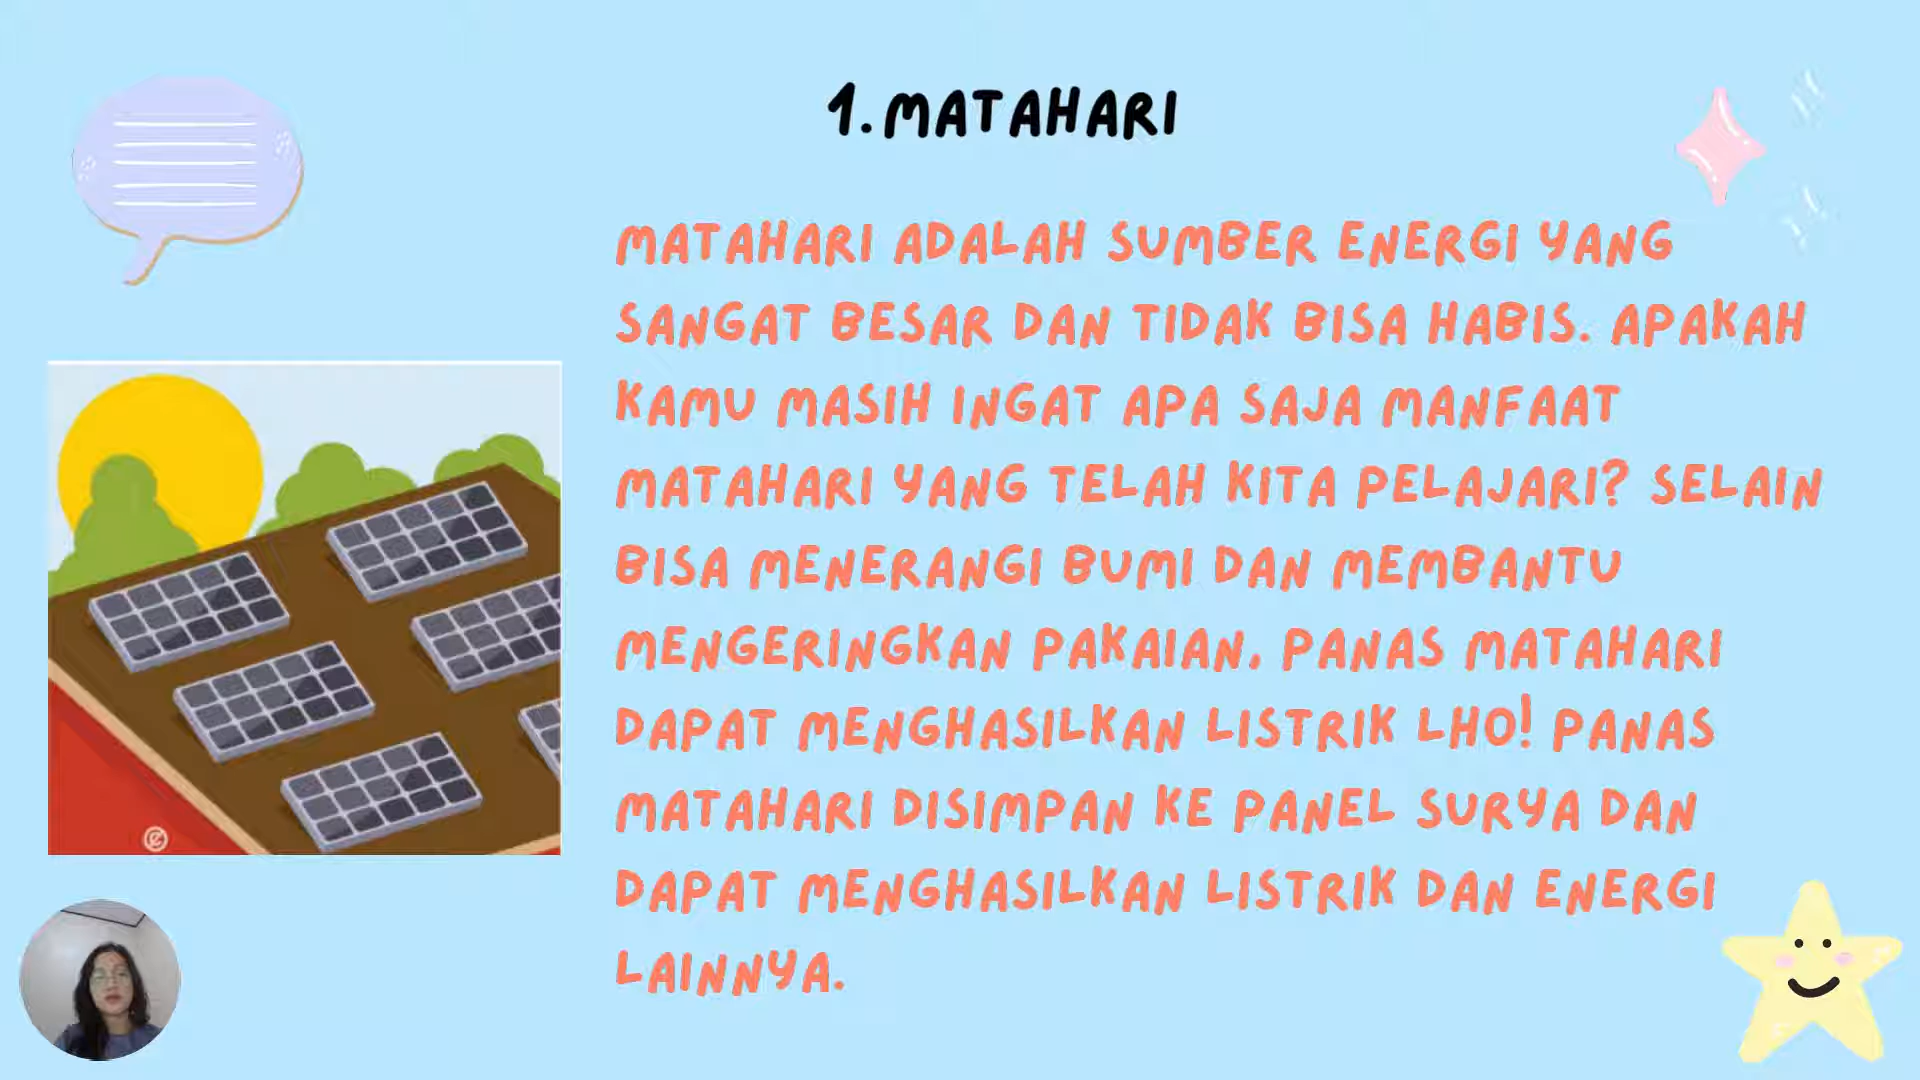 1. MATAHARI
MATAHARI ADALAH SUMBER ENERGI YANG
SANGAT BESAR DAN TIDAK BISA HABIS. APAKAH
KAMU MASIH INGAT APA SAJA MANFAAT
MATAHARI YANG TELAH KITA PELAJARI? SELAIN
BISA MENERANGI BUMI DAN MEMBANTU
MENGERINGKAN PAKAIAN, PANAS MATAHARI
DAPAT MENGHASILKAN LISTRIK LHO! PANAS
MATAHARI DISIMPAN KE PANEL SURYA DAN
DAPAT MENGHASILKAN LISTRIK DAN ENERGI
LAINNYA.